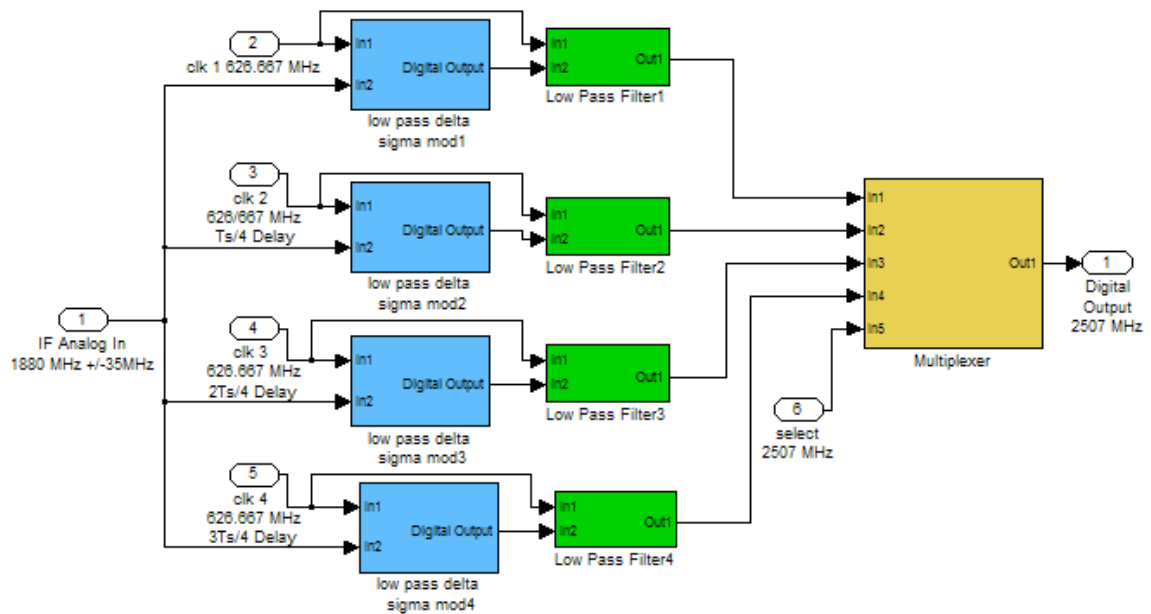 2
clk 1 626.667 MHz
In1
In2
Digital Output
low pass delta
sigma mod1
In1
In2
Out1
Low Pass Filter1
3
clk 2
626/667 MHz
Ts/4 Delay
In1
In2
Digital Output
low pass delta
sigma mod2
In1
In2
Out1
Low Pass Filter2
1
IF Analog In
1880 MHz +/-35MHz
4
clk 3
626.667 MHz
2Ts/4 Delay
In1
In2
Digital Output
low pass delta
sigma mod3
In1
In2
Out1
Low Pass Filter3
5
clk 4
626.667 MHz
3Ts/4 Delay
In1
In2
Digital Output
low pass delta
sigma mod4
In1
In2
Out1
Low Pass Filter4
6
select
2507 MHz
In1
In2
In3
In4
In5
Out1
Multiplexer
1
Digital
Output
2507 MHz